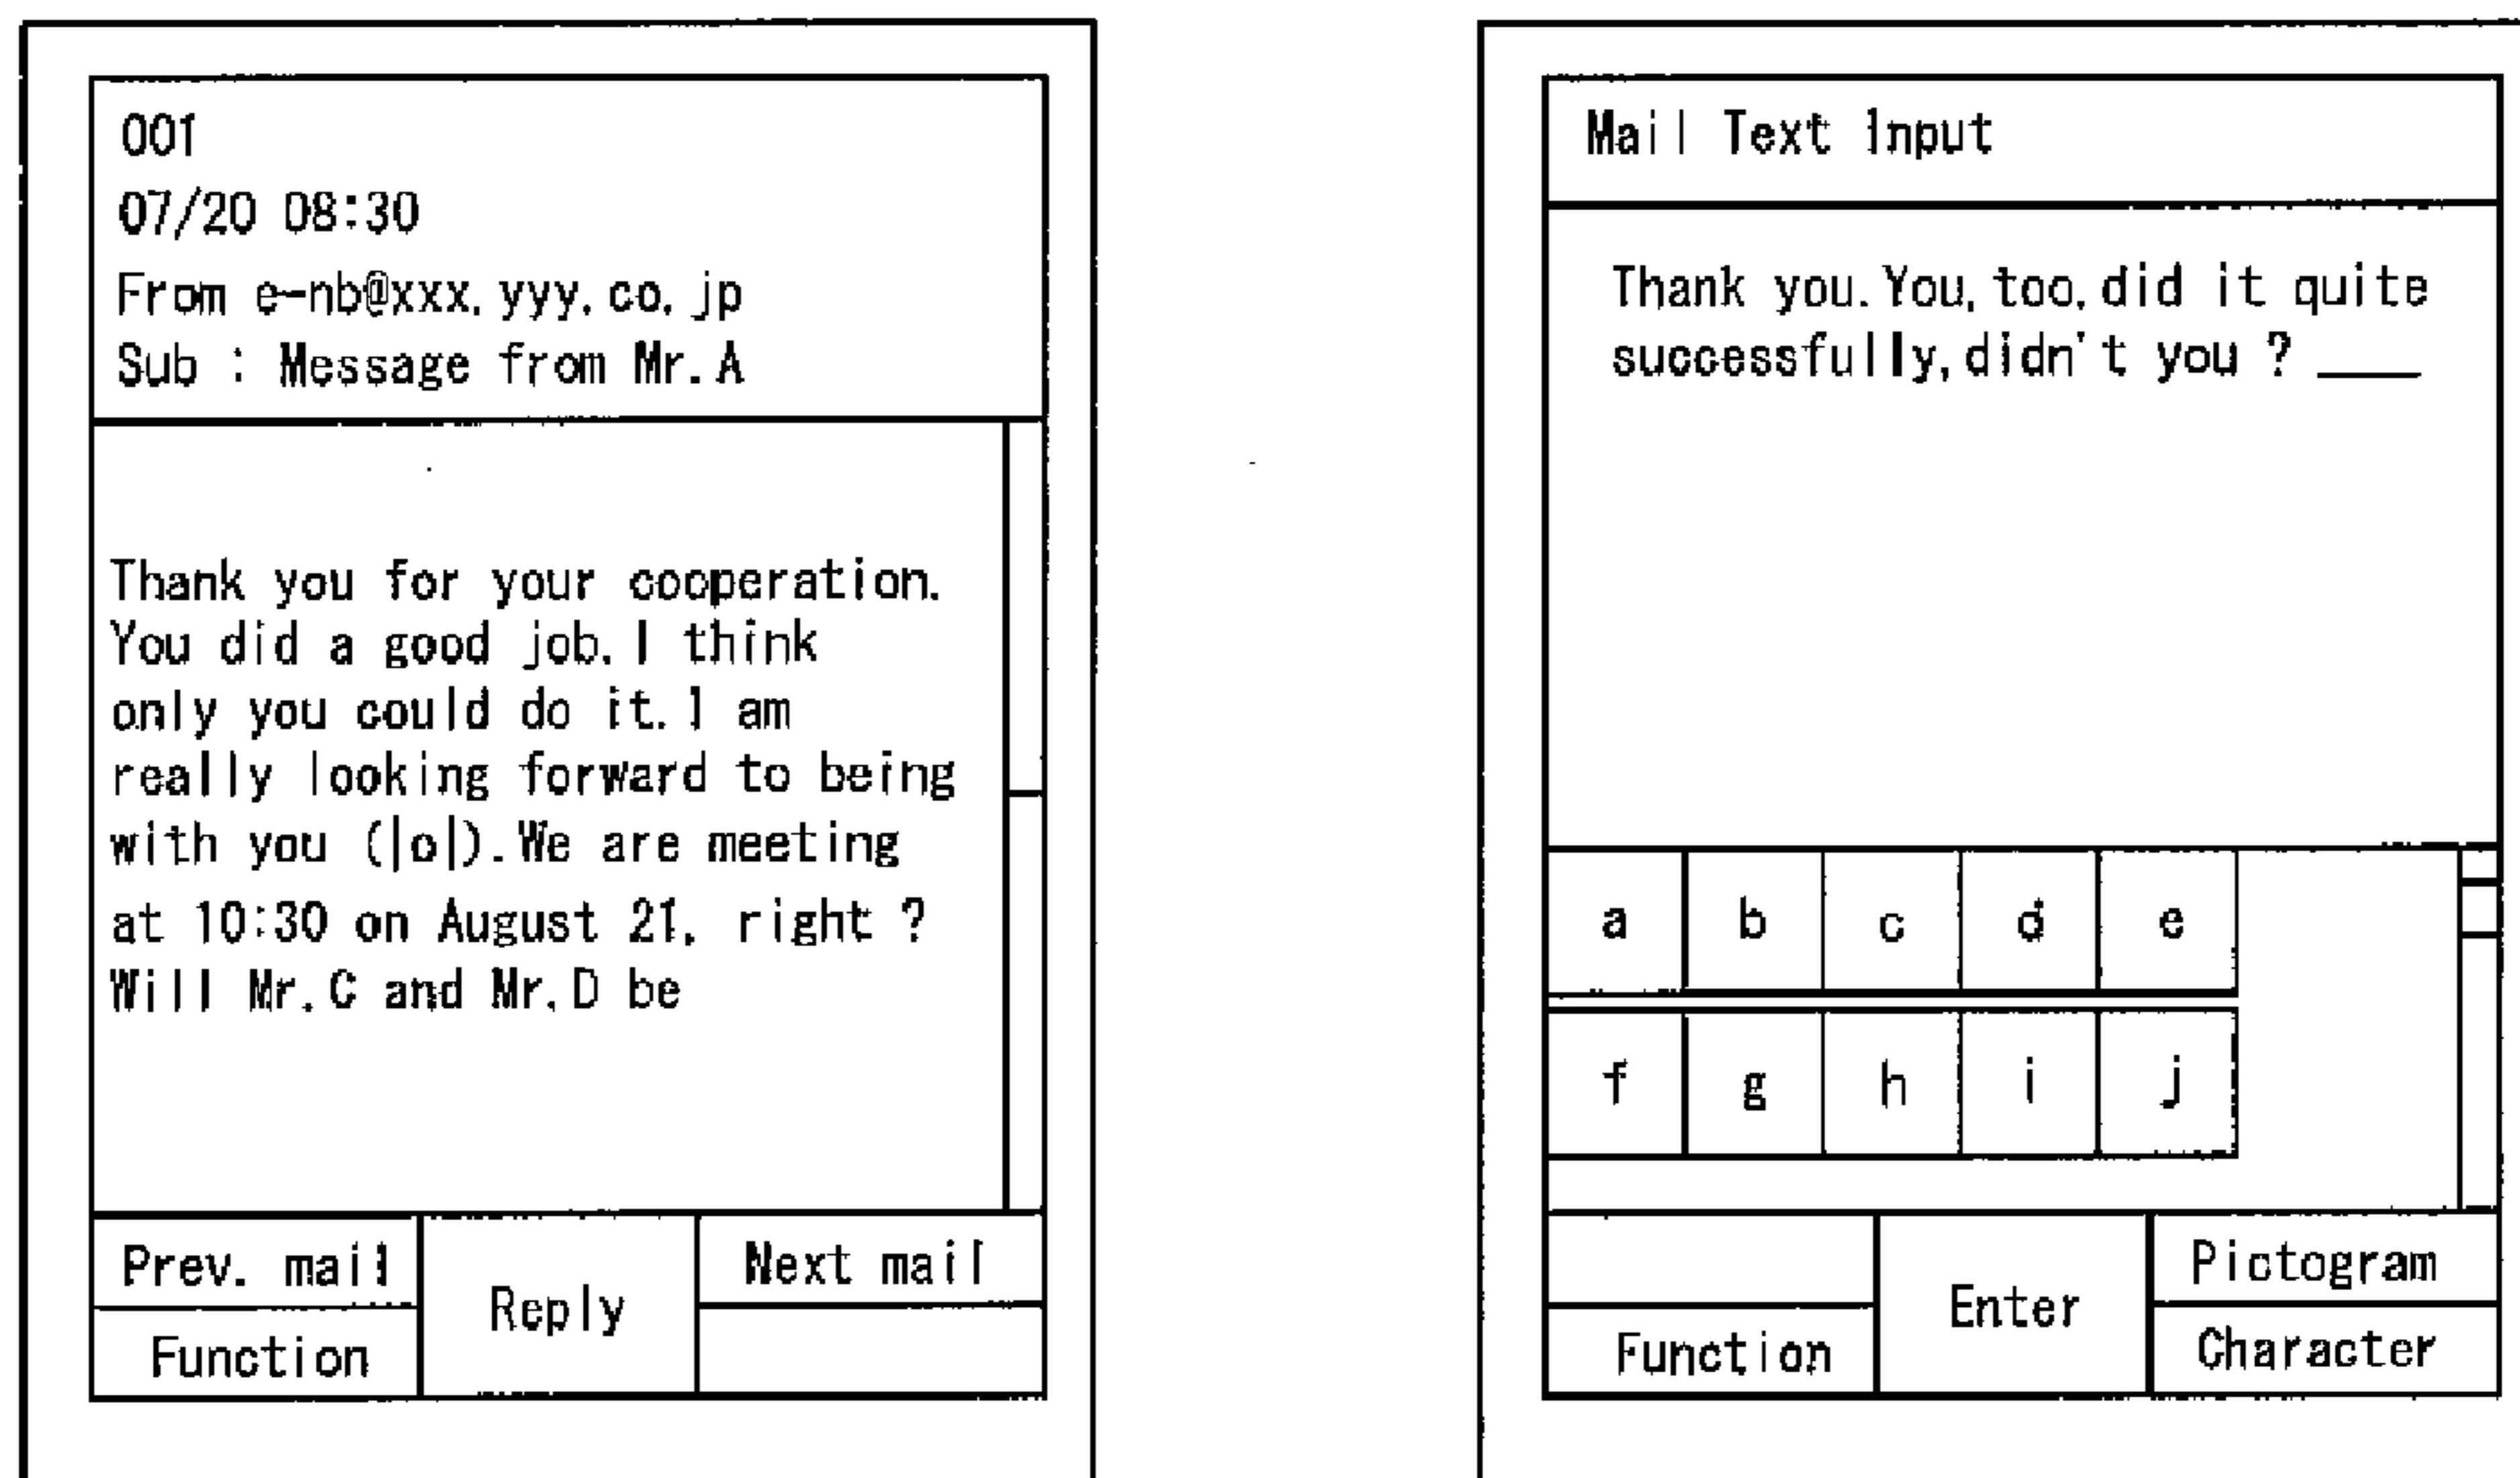 001
07/20 08:30
From e-nb@xxx.yyy.co.jp
Sub : Message from Mr.A
Thank you for your cooperation.
You did a good job.I think
only you could do it.I am
really looking forward to being
with you (|o|).We are meeting
at 10:30 on August 21, right ?
Will Mr.C and Mr.D be
Prev. mail
Reply
Next mail
Function
Mail Text Input
Thank you.You,too,did it quite
successfully,didn't you ?
a b c d e
f g h i j
Pictogram
Enter
Function
Character